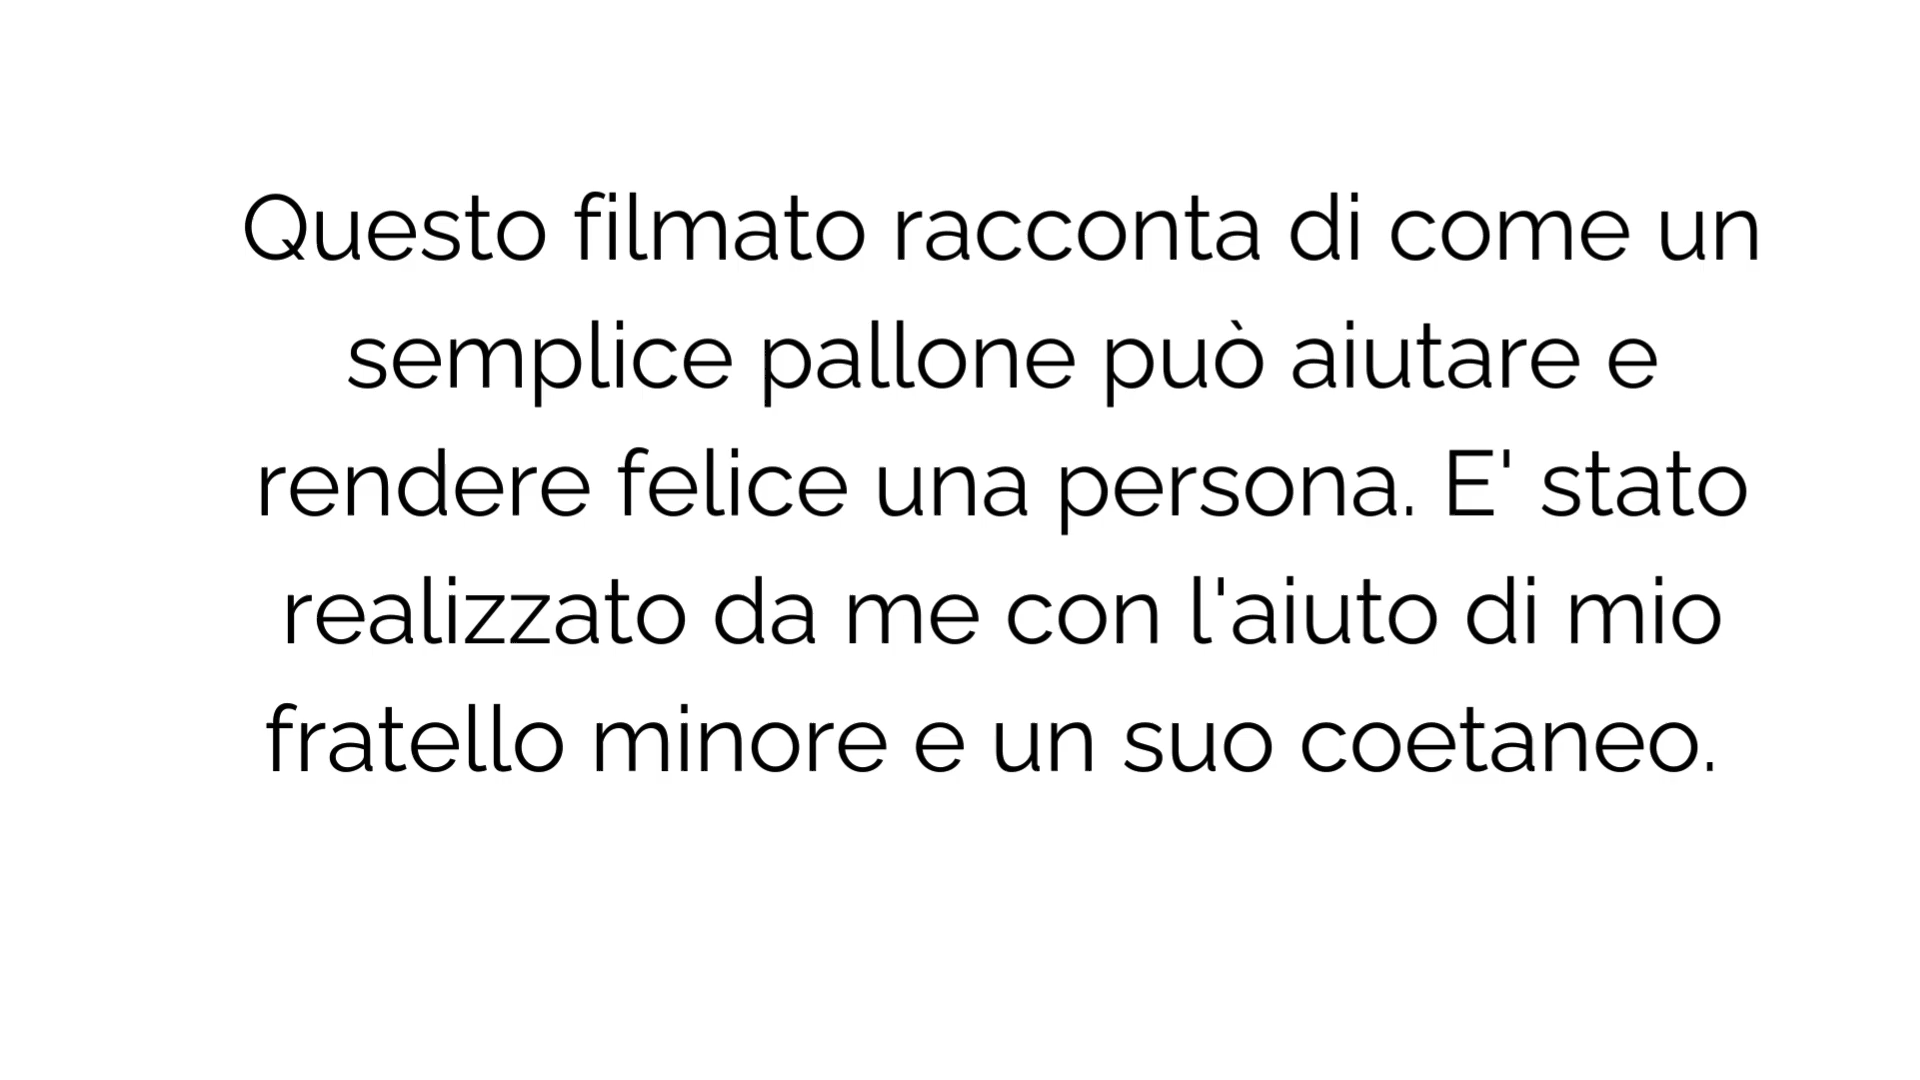 Questo filmato racconta di come un
semplice pallone può aiutare e
rendere felice una persona. E' stato
realizzato da me con l'aiuto di mio
fratello minore e un suo coetaneo.